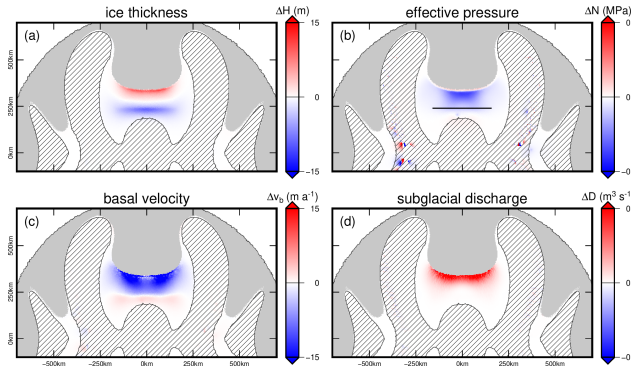 ice thickness
ΔH (m)
effective pressure
ΔN (MPa)
(a)
(b)
500km
250km
0km
15
0
−15
0
0
−0
basal velocity
Δv_b (m a⁻¹)
subglacial discharge
ΔD (m³ s⁻
(c)
(d)
500km
250km
0km
15
0
−15
0
0
−0
−500km −250km 0km 250km 500km
−500km −250km 0km 250km 500km